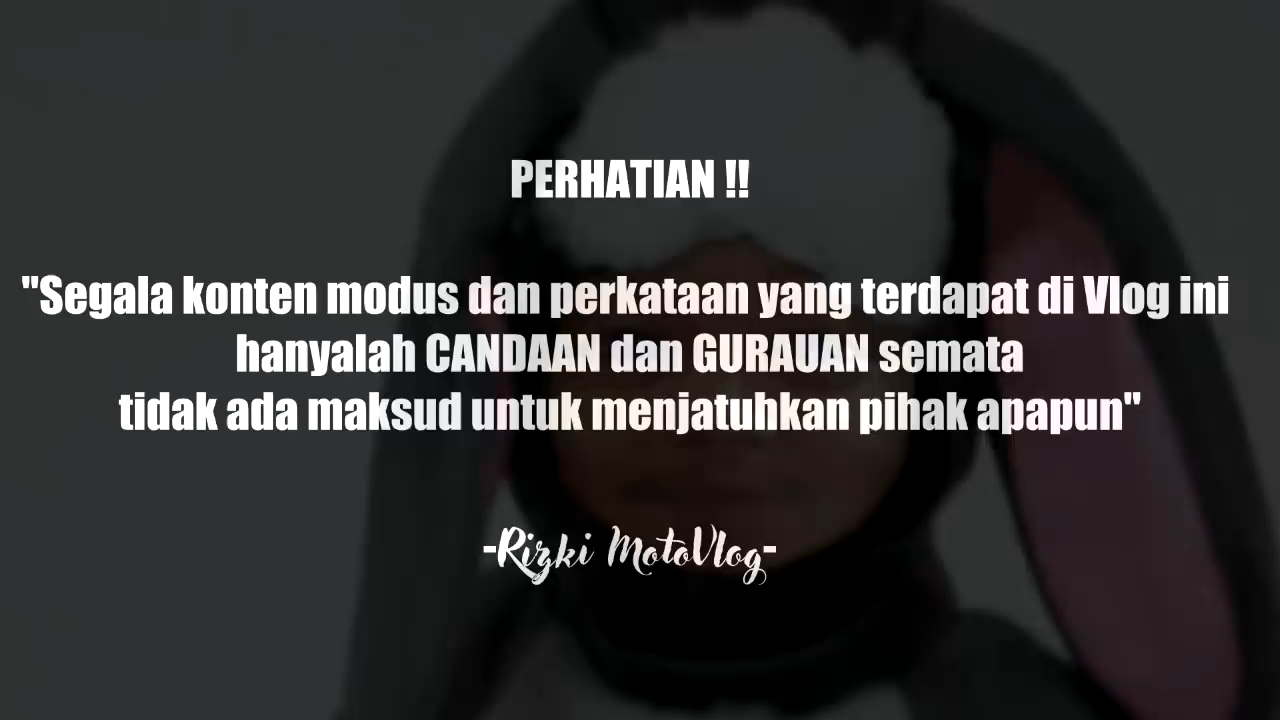 PERHATIAN !!
"Segala konten modus dan perkataan yang terdapat di Vlog ini
hanyalah CANDAAN dan GURAUAN semata
tidak ada maksud untuk menjatuhkan pihak apapun"
-Rizki MotoVlog-